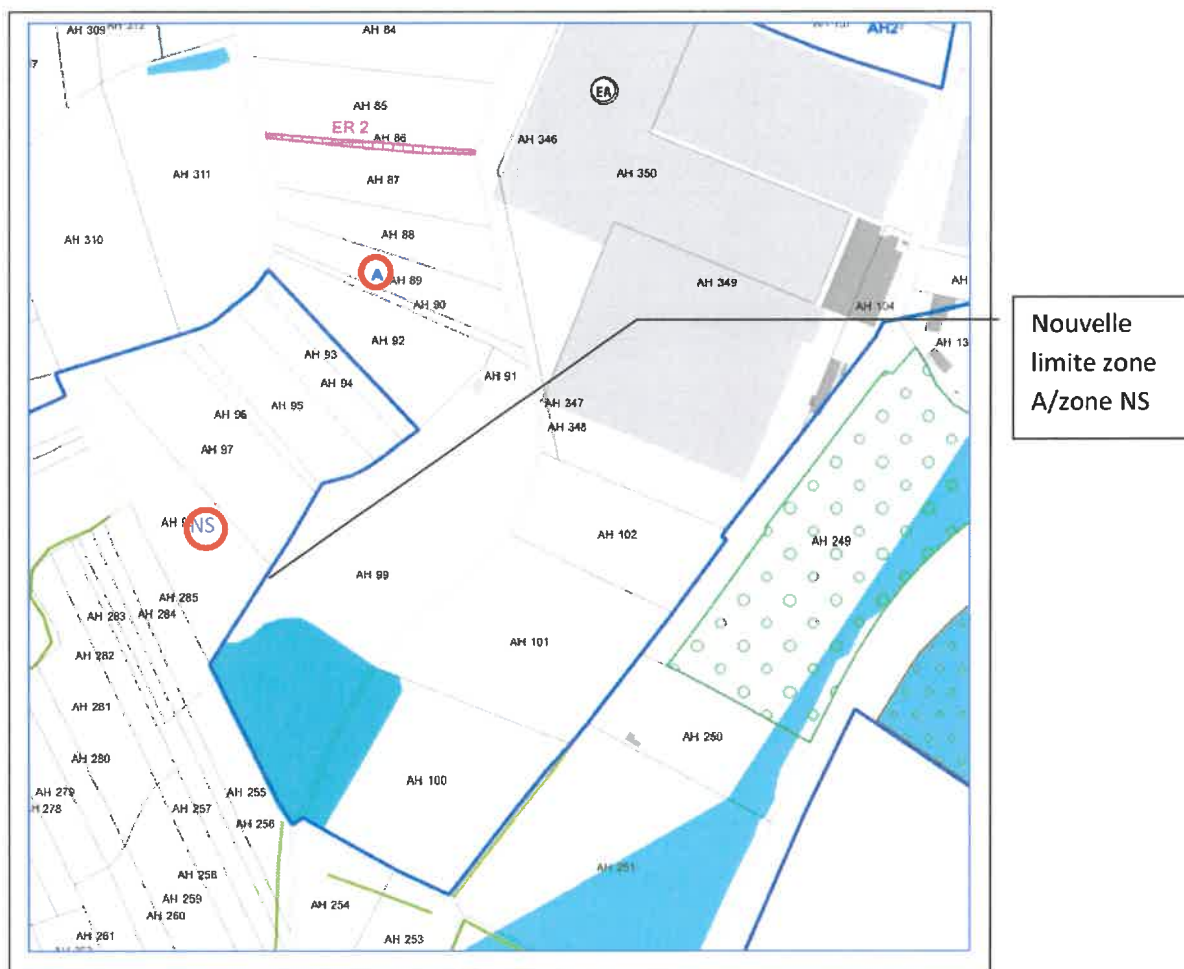 AH 309
AH 84
AH2
EA
AH 85
ER 2
AH 86
AH 346
AH 87
AH 350
AH 311
AH 88
AH 310
A
AH 89
AH 349
AH
AH 90
AH 104
AH 92
AH 13
AH 93
AH 91
AH 94
AH 347
AH 95
AH 96
AH 348
AH 97
NS
AH 102
AH 249
AH 99
AH 285
AH 283
AH 284
AH 101
AH 282
AH 281
AH 250
AH 280
AH 100
AH 279
AH 255
H 278
AH 257
AH 256
AH 251
AH 258
AH 259
AH 254
AH 260
AH 261
AH 253
Nouvelle
limite zone
A/zone NS